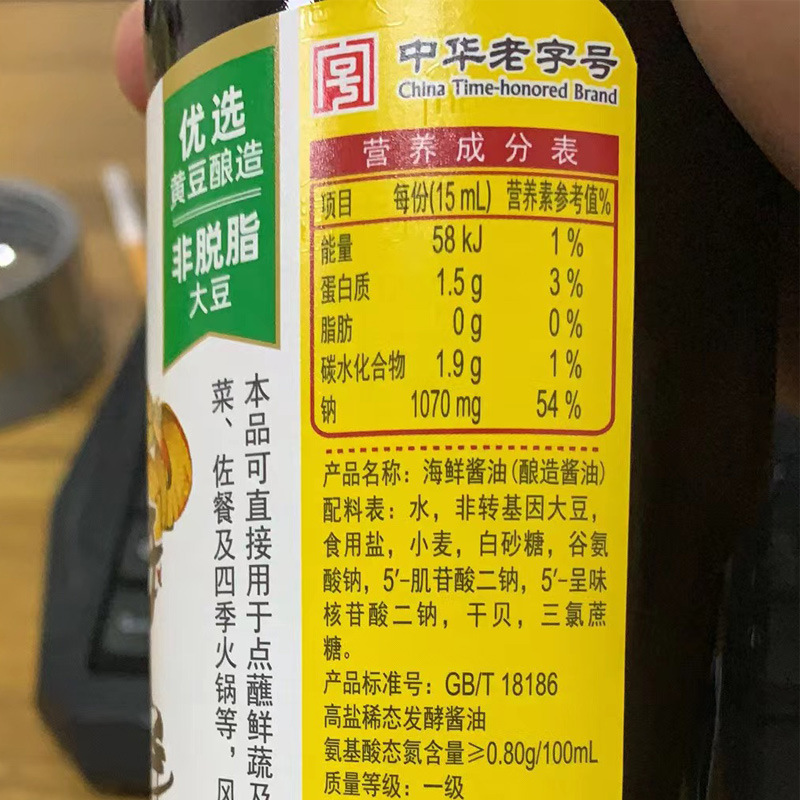 优选
黄豆酿造
非脱脂
大豆
本品可直接用于点蘸鲜蔬及
菜、佐餐及四季火锅等，风
中华老字号
China Time-honored Brand
营养成分表
项目 每份(15 mL) 营养素参考值%
能量 58 kJ 1 %
蛋白质 1.5 g 3 %
脂肪 0 g 0 %
碳水化合物 1.9 g 1 %
钠 1070 mg 54 %
产品名称：海鲜酱油(酿造酱油)
配料表：水，非转基因大豆，
食用盐，小麦，白砂糖，谷氨
酸钠，5′-肌苷酸二钠，5′-呈味
核苷酸二钠，干贝，三氯蔗
糖。
产品标准号：GB/T 18186
高盐稀态发酵酱油
氨基酸态氮含量≥0.80g/100mL
质量等级：一级